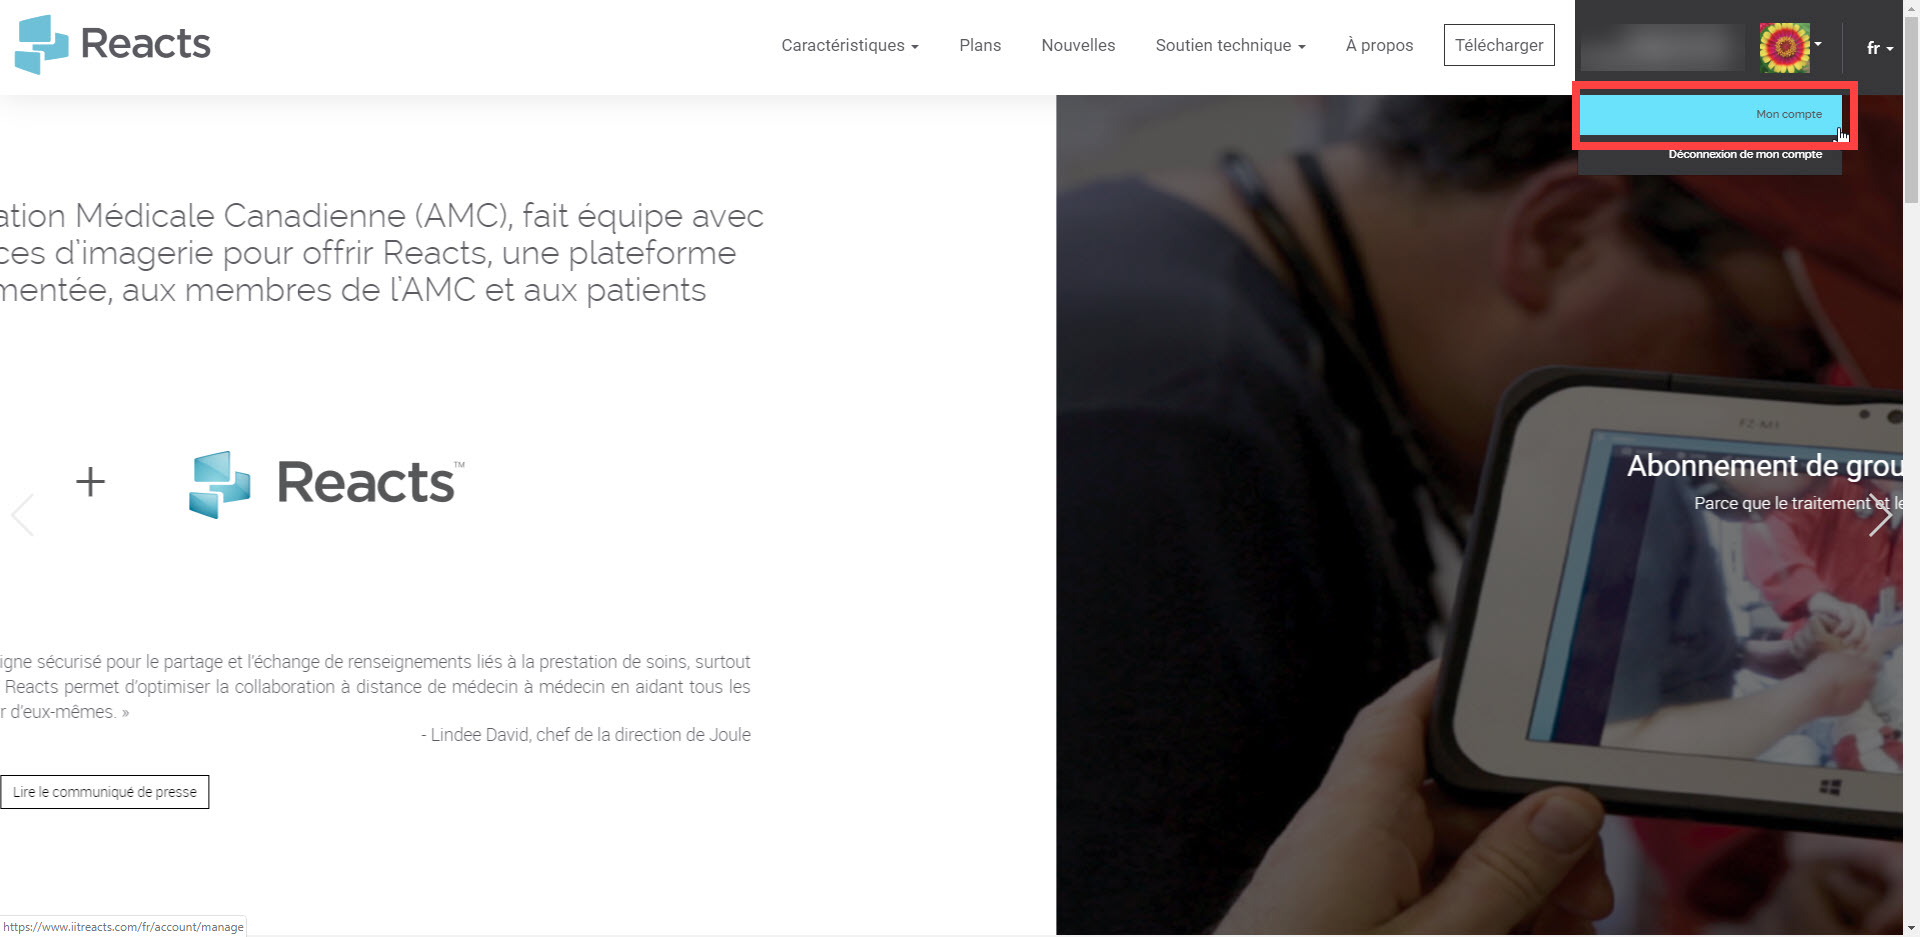 Reacts
Caractéristiques
Plans
Nouvelles
Soutien technique
À propos
Télécharger
fr
Mon compte
Déconnexion de mon compte
ation Médicale Canadienne (AMC), fait équipe avec
ces d'imagerie pour offrir Reacts, une plateforme
mentée, aux membres de l'AMC et aux patients
+
Reacts™
igne sécurisé pour le partage et l'échange de renseignements liés à la prestation de soins, surtout
Reacts permet d'optimiser la collaboration à distance de médecin à médecin en aidant tous les
r d'eux-mêmes. »
- Lindee David, chef de la direction de Joule
Lire le communiqué de presse
FZ-M1
Abonnement de grou
Parce que le traitement et le
https://www.iitreacts.com/fr/account/manage